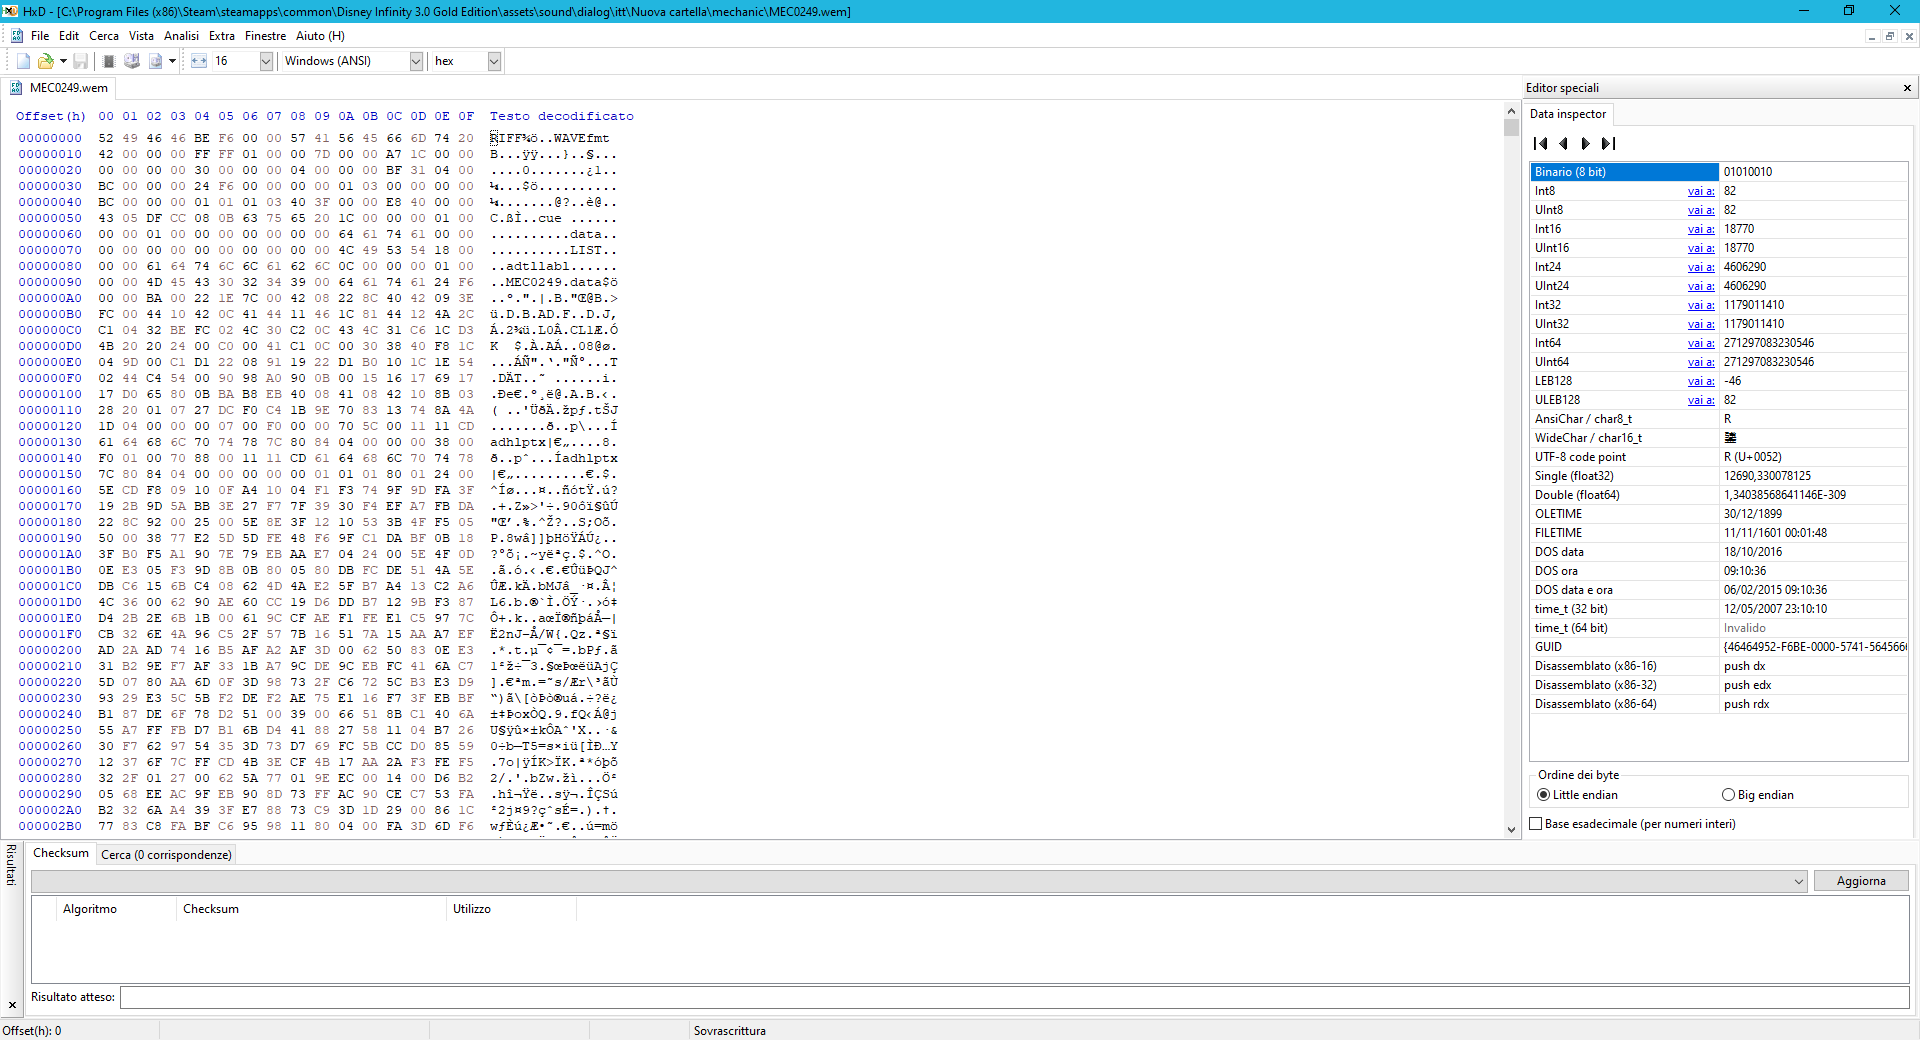 HxD - [C:\Program Files (x86)\Steam\steamapps\common\Disney Infinity 3.0 Gold Edition\assets\sound\dialog\itt\Nuova cartella\mechanic\MEC0249.wem]
File Edit Cerca Vista Analisi Extra Finestre Aiuto (H)
16 Windows (ANSI) hex
MEC0249.wem
Offset(h) 00 01 02 03 04 05 06 07 08 09 0A 0B 0C 0D 0E 0F Testo decodificato
00000000 52 49 46 46 BE F6 00 00 57 41 56 45 66 6D 74 20 RIFF¾ö..WAVEfmt
00000010 42 00 00 00 FF FF 01 00 00 7D 00 00 A7 1C 00 00 B...ÿÿ...}..§...
00000020 00 00 00 00 30 00 00 00 04 00 00 00 BF 31 04 00 ....0.......¿1..
00000030 BC 00 00 00 24 F6 00 00 00 00 01 03 00 00 00 00 ¼...$ö..........
00000040 BC 00 00 00 01 01 01 03 40 3F 00 00 E8 40 00 00 ¼.......@?..è@..
00000050 43 05 DF CC 08 0B 63 75 65 20 1C 00 00 00 01 00 C.ßÌ..cue ......
00000060 00 00 01 00 00 00 00 00 00 00 64 61 74 61 00 00 ..........data..
00000070 00 00 00 00 00 00 00 00 00 00 4C 49 53 54 18 00 ..........LIST..
00000080 00 00 61 64 74 6C 6C 61 62 6C 0C 00 00 00 01 00 ..adtllabl......
00000090 00 00 4D 45 43 30 32 34 39 00 64 61 74 61 24 F6 ..MEC0249.data$ö
000000A0 00 00 BA 00 22 1E 7C 00 42 08 22 8C 40 42 09 3E ..º.".|.B."Œ@B.>
000000B0 FC 00 44 10 42 0C 41 44 11 46 1C 81 44 12 4A 2C ü.D.B.AD.F..D.J,
000000C0 C1 04 32 BE FC 02 4C 30 C2 0C 43 4C 31 C6 1C D3 Á.2¾ü.L0Â.CL1Æ.Ó
000000D0 4B 20 20 24 00 C0 00 41 C1 0C 00 30 38 40 F8 1C K  $.À.AÁ..08@ø.
000000E0 04 9D 00 C1 D1 22 08 91 19 22 D1 B0 10 1C 1E 54 ...ÁÑ".‘."Ñ°...T
000000F0 02 44 C4 54 00 90 98 A0 90 0B 00 15 16 17 69 17 .DÄT..˜ ......i.
00000100 17 D0 65 80 0B BA B8 EB 40 08 41 08 42 10 8B 03 .Ðe€.º¸ë@.A.B.‹.
00000110 28 20 01 07 27 DC F0 C4 1B 9E 70 83 13 74 8A 4A ( ..'ÜðÄ.žpƒ.tŠJ
00000120 1D 04 00 00 00 07 00 F0 00 00 70 5C 00 11 11 CD .......ð..p\...Í
00000130 61 64 68 6C 70 74 78 7C 80 84 04 00 00 00 38 00 adhlptx|€„....8.
00000140 F0 01 00 70 88 00 11 11 CD 61 64 68 6C 70 74 78 ð..pˆ...Íadhlptx
00000150 7C 80 84 04 00 00 00 00 00 01 01 01 80 01 24 00 |€„.........€.$.
00000160 5E CD F8 09 10 0F A4 10 04 F1 F3 74 9F 9D FA 3F ^Íø...¤..ñótŸ.ú?
00000170 19 2B 9D 5A BB 3E 27 F7 7F 39 30 F4 EF A7 FB DA .+.Z»>'÷.90ôï§ûÚ
00000180 22 8C 92 00 25 00 5E 8E 3F 12 10 53 3B 4F F5 05 "Œ’.%.^Ž?..S;Oõ.
00000190 50 00 38 77 E2 5D 5D FE 48 F6 9F C1 DA BF 0B 18 P.8wâ]]þHöŸÁÚ¿..
000001A0 3F B0 F5 A1 90 7E 79 EB AA E7 04 24 00 5E 4F 0D ?°õ¡.~yëªç.$.^O.
000001B0 0E E3 05 F3 9D 8B 0B 80 05 80 DB FC DE 51 4A 5E .ã.ó.‹.€.€ÛüÞQJ^
000001C0 DB C6 15 6B C4 08 62 4D 4A E2 5F B7 A4 13 C2 A6 ÛÆ.kÄ.bMJâ_·¤.Â¦
000001D0 4C 36 00 62 90 AE 60 CC 19 D6 DD B7 12 9B F3 87 L6.b.®`Ì.ÖÝ·.›ó‡
000001E0 D4 2B 2E 6B 1B 00 61 9C CF AE F1 FE E1 C5 97 7C Ô+.k..aœÏ®ñþáÅ—|
000001F0 CB 32 6E 4A 96 C5 2F 57 7B 16 51 7A 15 AA A7 EF Ë2nJ–Å/W{.Qz.ª§ï
00000200 AD 2A AD 74 16 B5 AF A2 AF 3D 00 62 50 83 0E E3 .*.t.µ¯¢¯=.bPƒ.ã
00000210 31 B2 9E F7 AF 33 1B A7 9C DE 9C EB FC 41 6A C7 1²ž÷¯3.§œÞœëüAjÇ
00000220 5D 07 80 AA 6D 0F 3D 98 73 2F C6 72 5C B3 E3 D9 ].€ªm.=˜s/Ær\³ãÙ
00000230 93 29 E3 5C 5B F2 DE F2 AE 75 E1 16 F7 3F EB BF “)ã\[òÞò®uá.÷?ë¿
00000240 B1 87 DE 6F 78 D2 51 00 39 00 66 51 8B C1 40 6A ±‡ÞoxÒQ.9.fQ‹Á@j
00000250 55 A7 FF FB D7 B1 6B D4 41 88 27 58 11 04 B7 26 U§ÿû×±kÔAˆ'X..·&
00000260 30 F7 62 97 54 35 3D 73 D7 69 FC 5B CC D0 85 59 0÷b—T5=s×iü[ÌÐ…Y
00000270 12 37 6F 7C FF CD 4B 3E CF 4B 17 AA 2A F3 FE F5 .7o|ÿÍK>ÏK.ª*óþõ
00000280 32 2F 01 27 00 62 5A 77 01 9E EC 00 14 00 D6 B2 2/.'.bZw.žì...Ö²
00000290 05 68 EE AC 9F EB 90 8D 73 FF AC 90 CE C7 53 FA .hî¬Ÿë..sÿ¬.ÎÇSú
000002A0 B2 32 6A A4 39 3F E7 88 73 C9 3D 1D 29 00 86 1C ²2j¤9?çˆsÉ=.).†.
000002B0 77 83 C8 FA BF C6 95 98 11 80 04 00 FA 3D 6D F6 wƒÈú¿Æ•˜.€..ú=mö
Editor speciali
Data inspector
Binario (8 bit) 01010010
Int8 vai a: 82
UInt8 vai a: 82
Int16 vai a: 18770
UInt16 vai a: 18770
Int24 vai a: 4606290
UInt24 vai a: 4606290
Int32 vai a: 1179011410
UInt32 vai a: 1179011410
Int64 vai a: 271297083230546
UInt64 vai a: 271297083230546
LEB128 vai a: -46
ULEB128 vai a: 82
AnsiChar / char8_t R
WideChar / char16_t
UTF-8 code point R (U+0052)
Single (float32) 12690,330078125
Double (float64) 1,34038568641146E-309
OLETIME 30/12/1899
FILETIME 11/11/1601 00:01:48
DOS data 18/10/2016
DOS ora 09:10:36
DOS data e ora 06/02/2015 09:10:36
time_t (32 bit) 12/05/2007 23:10:10
time_t (64 bit) Invalido
GUID {46464952-F6BE-0000-5741-564566
Disassemblato (x86-16) push dx
Disassemblato (x86-32) push edx
Disassemblato (x86-64) push rdx
Ordine dei byte
Little endian Big endian
Base esadecimale (per numeri interi)
Risultati
Checksum Cerca (0 corrispondenze)
Aggiorna
Algoritmo Checksum Utilizzo
Risultato atteso:
Offset(h): 0 Sovrascrittura